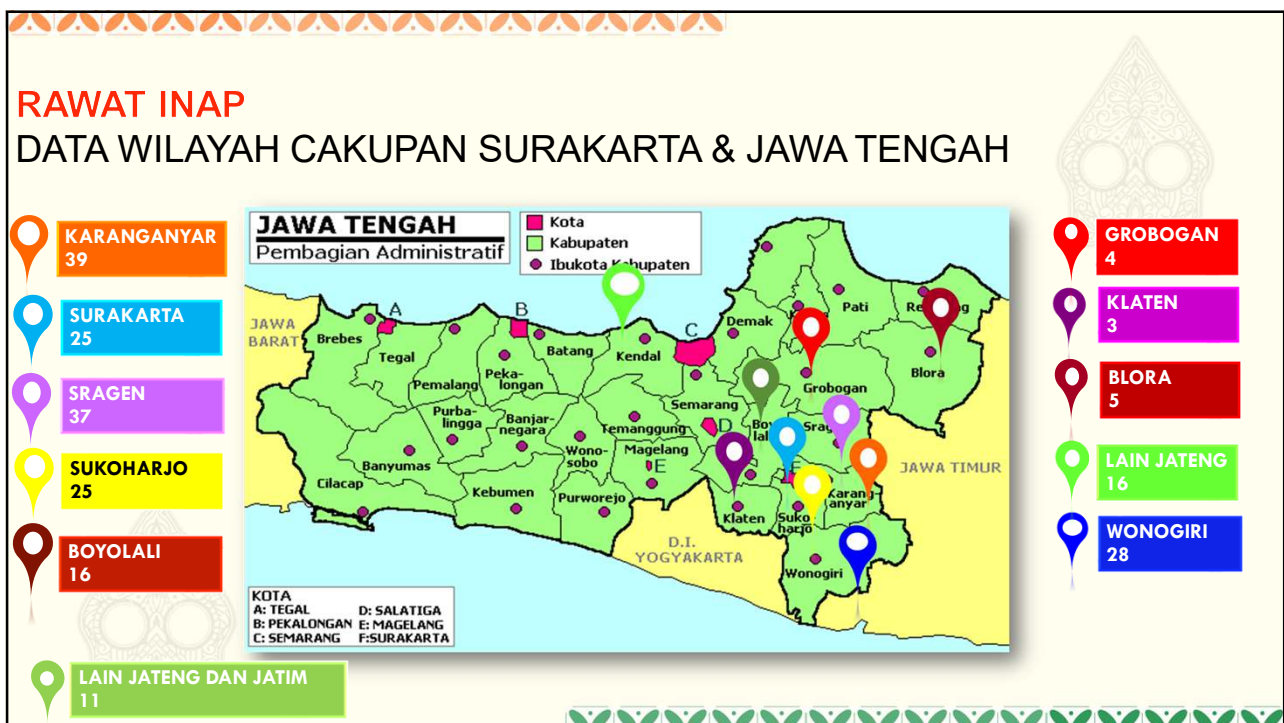 RAWAT INAP
DATA WILAYAH CAKUPAN SURAKARTA & JAWA TENGAH
KARANGANYAR
39
SURAKARTA
25
SRAGEN
37
SUKOHARJO
25
BOYOLALI
16
LAIN JATENG DAN JATIM
11
JAWA TENGAH
Pembagian Administratif
Kota
Kabupaten
Ibukota Kabupaten
JAWA
BARAT
Brebes
A
Tegal
Pemalang
B
Peka-
longan
Batang
Kendal
C
Demak
Pati
Grobogan
Blora
Semarang
D
Purba-
lingga
Banjar-
negara
Temanggung
Wono-
sobo
Magelang
E
Banyumas
Cilacap
Kebumen
Purworejo
Klaten
Suko
harjo
Karang
anyar
Wonogiri
JAWA TIMUR
D.I.
YOGYAKARTA
KOTA
A: TEGAL D: SALATIGA
B: PEKALONGAN E: MAGELANG
C: SEMARANG F:SURAKARTA
GROBOGAN
4
KLATEN
3
BLORA
5
LAIN JATENG
16
WONOGIRI
28